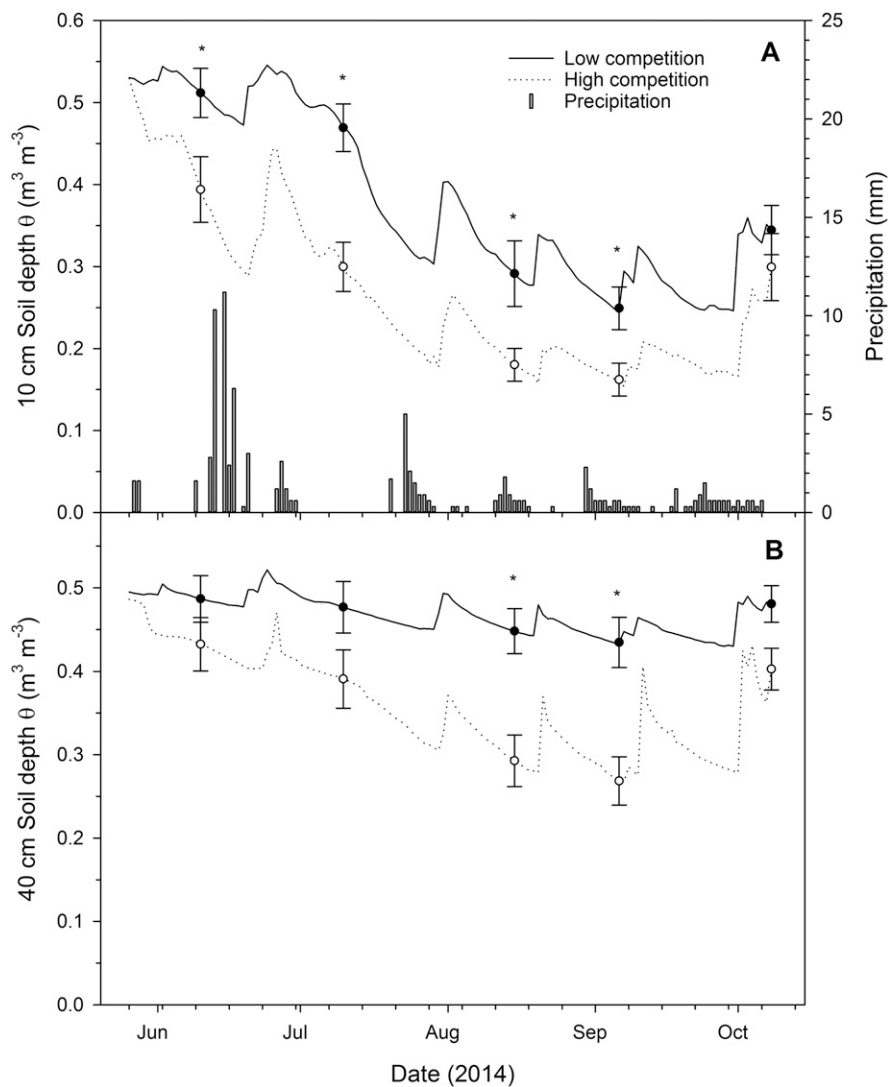 0.6
0.5
0.4
0.3
0.2
0.1
0.0
10 cm Soil depth θ (m³ m⁻³)
*
*
*
*
Low competition
High competition
Precipitation
A
25
20
15
10
5
0
Precipitation (mm)
B
0.5
0.4
0.3
0.2
0.1
0.0
40 cm Soil depth θ (m³ m⁻³)
*
*
Jun Jul Aug Sep Oct
Date (2014)